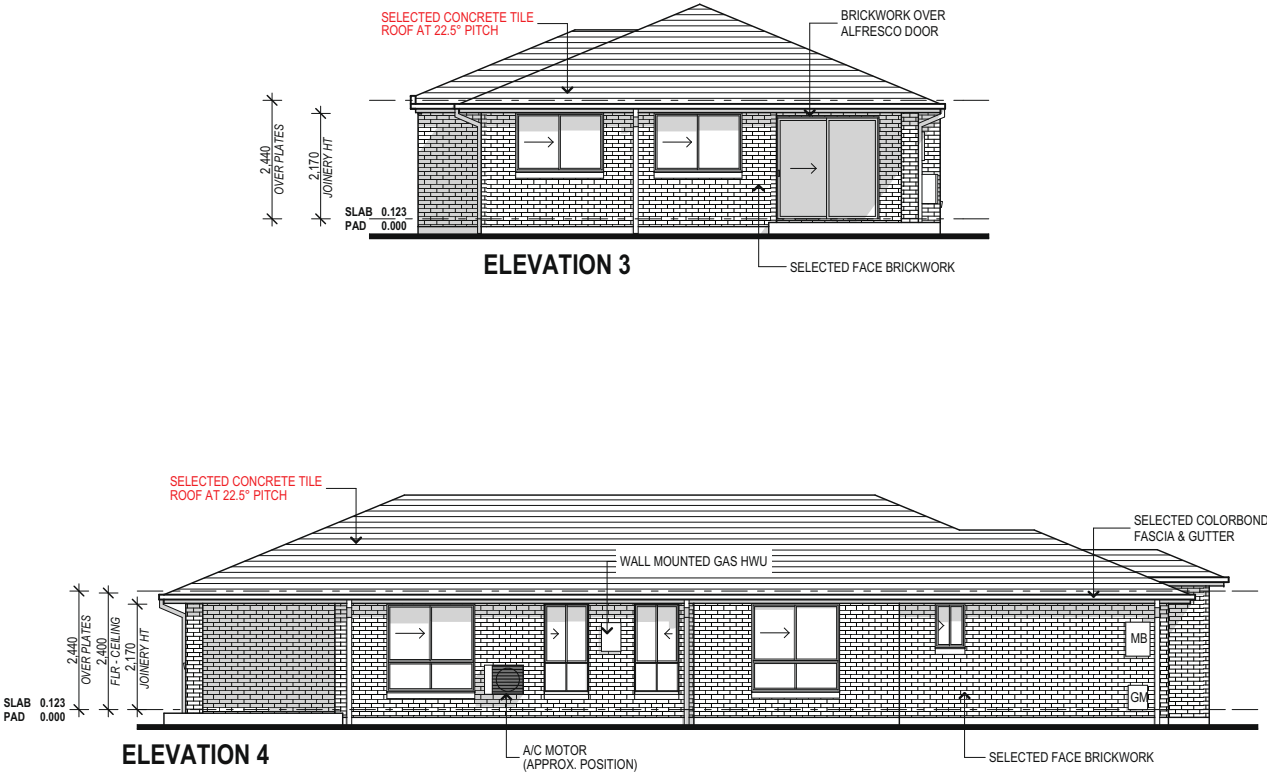 SELECTED CONCRETE TILE
ROOF AT 22.5° PITCH
BRICKWORK OVER
ALFRESCO DOOR
2,440
OVER PLATES
2,170
JOINERY HT
SLAB 0.123
PAD 0.000
ELEVATION 3
SELECTED FACE BRICKWORK
SELECTED CONCRETE TILE
ROOF AT 22.5° PITCH
SELECTED COLORBOND
FASCIA & GUTTER
WALL MOUNTED GAS HWU
2,440
OVER PLATES
2,400
FLR - CEILING
2,170
JOINERY HT
MB
GM
SLAB 0.123
PAD 0.000
ELEVATION 4
A/C MOTOR
(APPROX. POSITION)
SELECTED FACE BRICKWORK